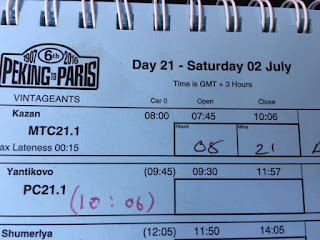 1907 6th 2016
PEKING TO PARIS
Day 21 - Saturday 02 July
Time is GMT + 3 Hours
VINTAGEANTS Car 0 Open Close
Kazan 08:00 07:45 10:06
MTC21.1 Hours Mins
ax Lateness 00:15 08 21
Yantikovo (09:45) 09:30 11:57
PC21.1
(10:06)
Shumerlya (12:05) 11:50 14:05